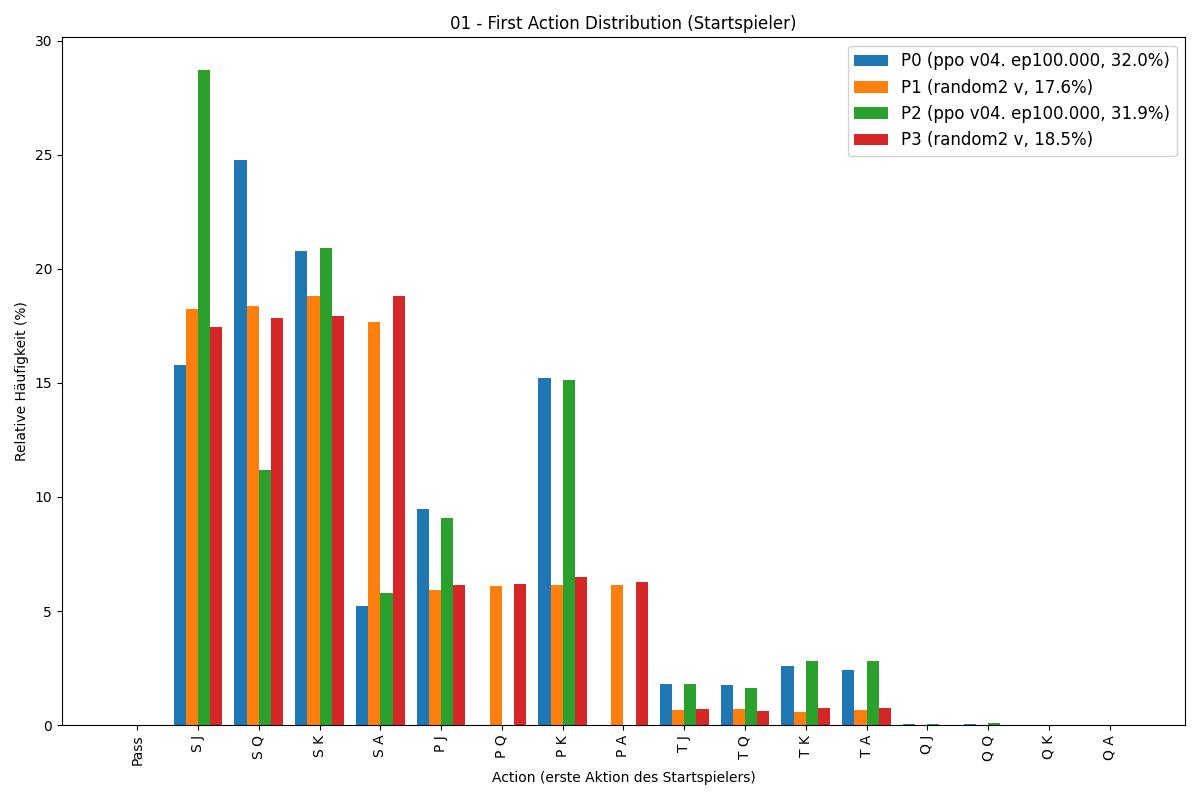 01 - First Action Distribution (Startspieler)
P0 (ppo v04. ep100.000, 32.0%)
P1 (random2 v, 17.6%)
P2 (ppo v04. ep100.000, 31.9%)
P3 (random2 v, 18.5%)
Relative Häufigkeit (%)
30
25
20
15
10
5
0
Pass
S J
S Q
S K
S A
P J
P Q
P K
P A
T J
T Q
T K
T A
Q J
Q Q
Q K
Q A
Action (erste Aktion des Startspielers)